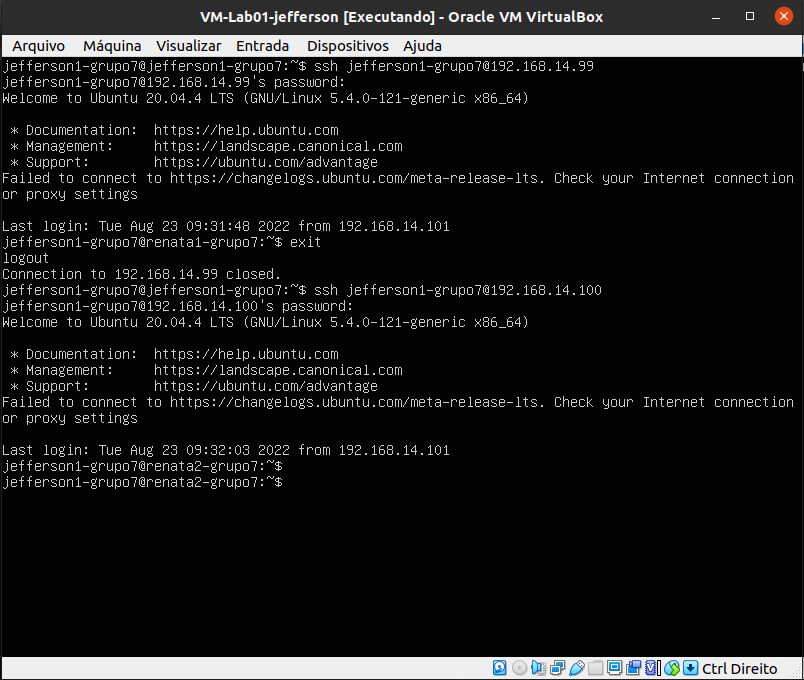 VM-Lab01-jefferson [Executando] - Oracle VM VirtualBox
Arquivo Máquina Visualizar Entrada Dispositivos Ajuda
jefferson1-grupo7@jefferson1-grupo7:~$ ssh jefferson1-grupo7@192.168.14.99
jefferson1-grupo7@192.168.14.99's password:
Welcome to Ubuntu 20.04.4 LTS (GNU/Linux 5.4.0-121-generic x86_64)
* Documentation: https://help.ubuntu.com
* Management: https://landscape.canonical.com
* Support: https://ubuntu.com/advantage
Failed to connect to https://changelogs.ubuntu.com/meta-release-lts. Check your Internet connection
or proxy settings
Last login: Tue Aug 23 09:31:48 2022 from 192.168.14.101
jefferson1-grupo7@renata1-grupo7:~$ exit
logout
Connection to 192.168.14.99 closed.
jefferson1-grupo7@jefferson1-grupo7:~$ ssh jefferson1-grupo7@192.168.14.100
jefferson1-grupo7@192.168.14.100's password:
Welcome to Ubuntu 20.04.4 LTS (GNU/Linux 5.4.0-121-generic x86_64)
* Documentation: https://help.ubuntu.com
* Management: https://landscape.canonical.com
* Support: https://ubuntu.com/advantage
Failed to connect to https://changelogs.ubuntu.com/meta-release-lts. Check your Internet connection
or proxy settings
Last login: Tue Aug 23 09:32:03 2022 from 192.168.14.101
jefferson1-grupo7@renata2-grupo7:~$
jefferson1-grupo7@renata2-grupo7:~$
Ctrl Direito